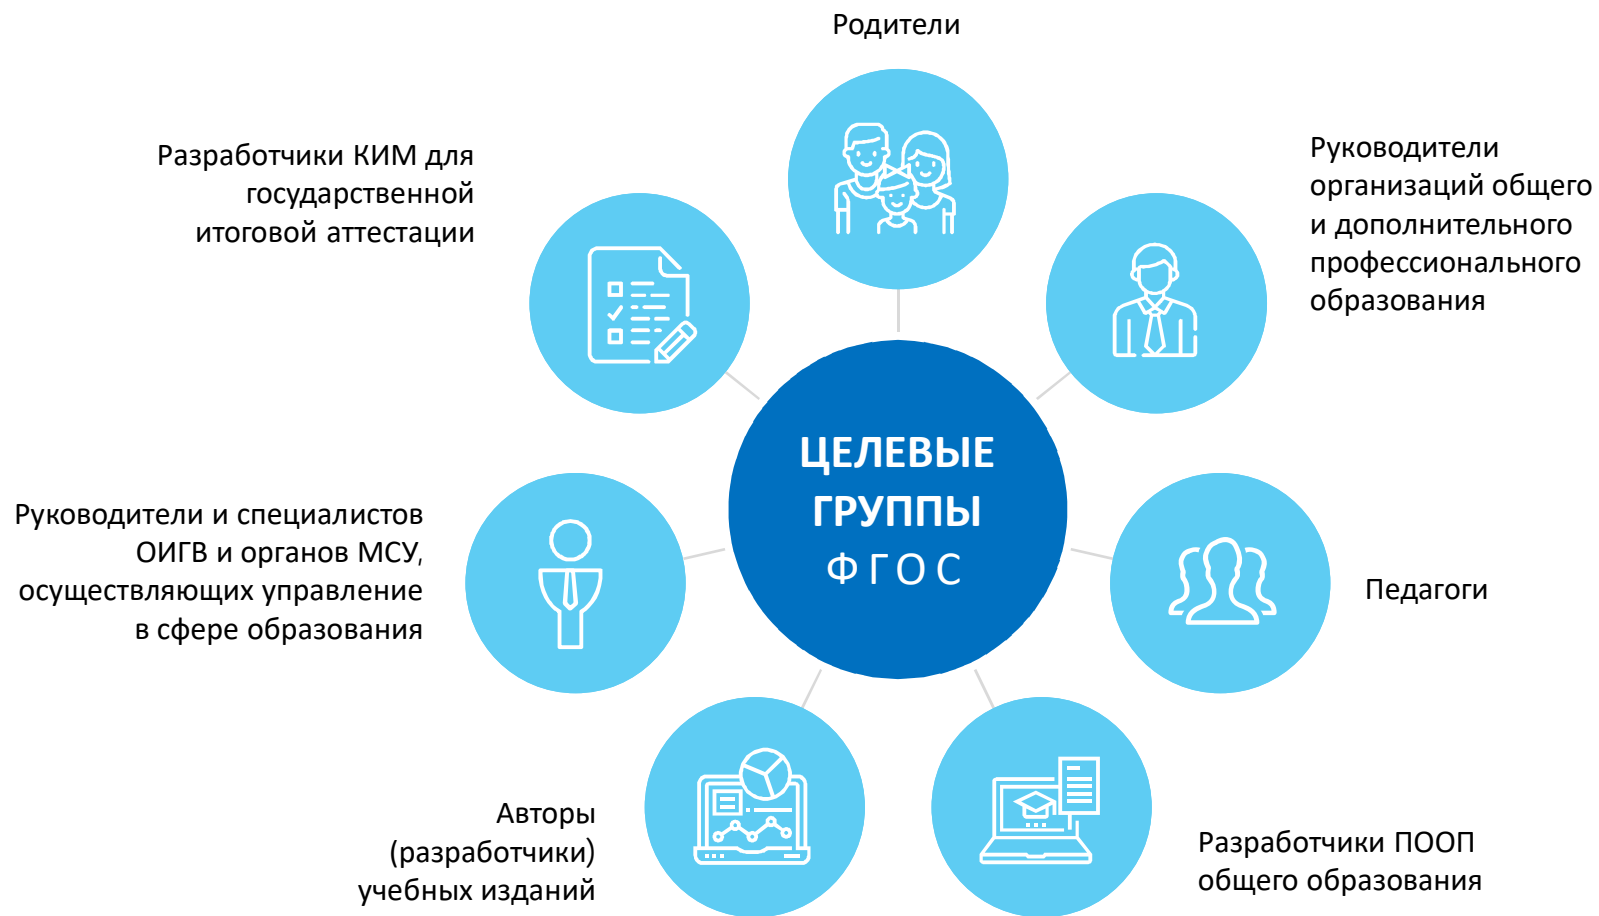 Родители
Разработчики КИМ для
государственной
итоговой аттестации
Руководители
организаций общего
и дополнительного
профессионального
образования
ЦЕЛЕВЫЕ
ГРУППЫ
ФГОС
Руководители и специалистов
ОИГВ и органов МСУ,
осуществляющих управление
в сфере образования
Педагоги
Авторы
(разработчики)
учебных изданий
Разработчики ПООП
общего образования